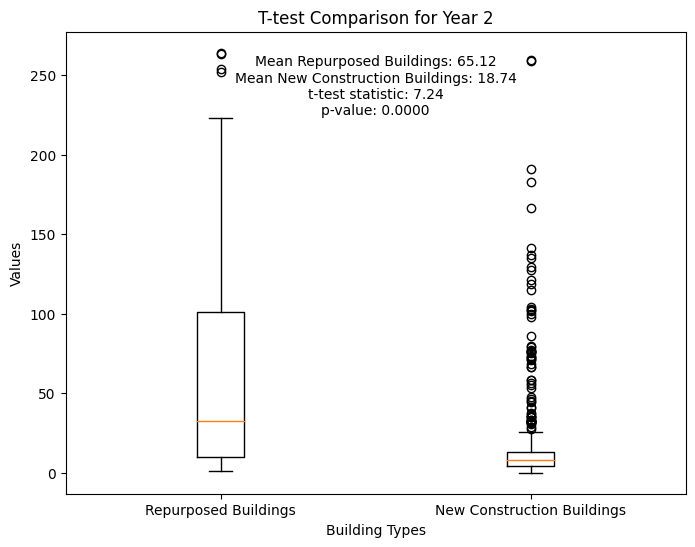 T-test Comparison for Year 2
Mean Repurposed Buildings: 65.12
Mean New Construction Buildings: 18.74
t-test statistic: 7.24
p-value: 0.0000
Values
250
200
150
100
50
0
Repurposed Buildings
New Construction Buildings
Building Types